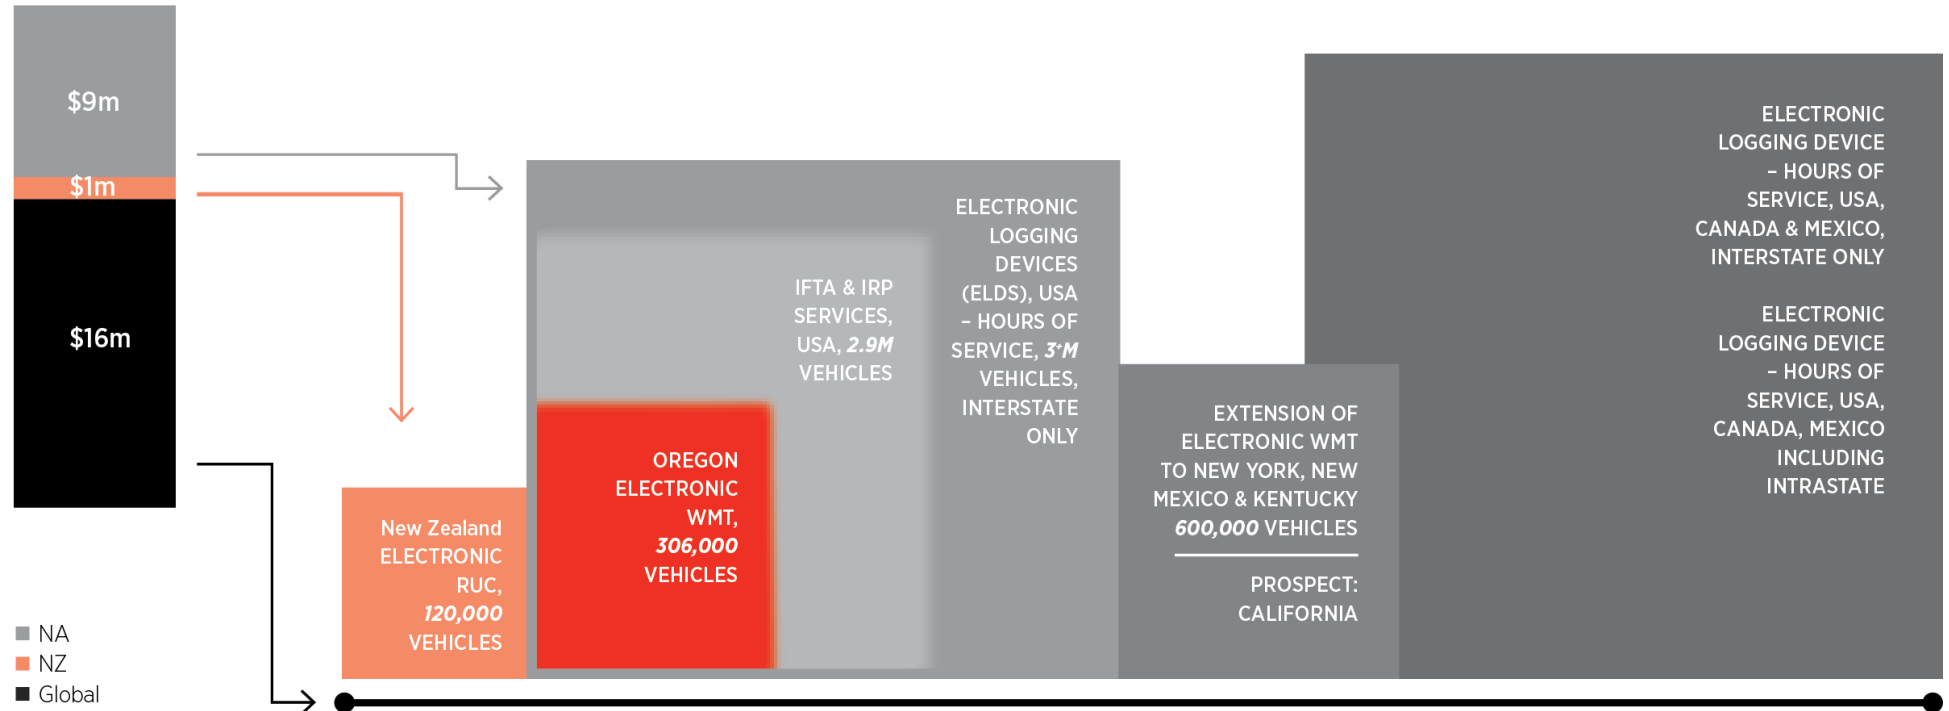 $9m
$1m
$16m
NA
NZ
Global
New Zealand
ELECTRONIC
RUC,
120,000
VEHICLES
OREGON
ELECTRONIC
WMT,
306,000
VEHICLES
IFTA & IRP
SERVICES,
USA, 2.9M
VEHICLES
ELECTRONIC
LOGGING
DEVICES
(ELDS), USA
– HOURS OF
SERVICE, 3+M
VEHICLES,
INTERSTATE
ONLY
EXTENSION OF
ELECTRONIC WMT
TO NEW YORK, NEW
MEXICO & KENTUCKY
600,000 VEHICLES
PROSPECT:
CALIFORNIA
ELECTRONIC
LOGGING DEVICE
– HOURS OF
SERVICE, USA,
CANADA & MEXICO,
INTERSTATE ONLY
ELECTRONIC
LOGGING DEVICE
– HOURS OF
SERVICE, USA,
CANADA, MEXICO
INCLUDING
INTRASTATE